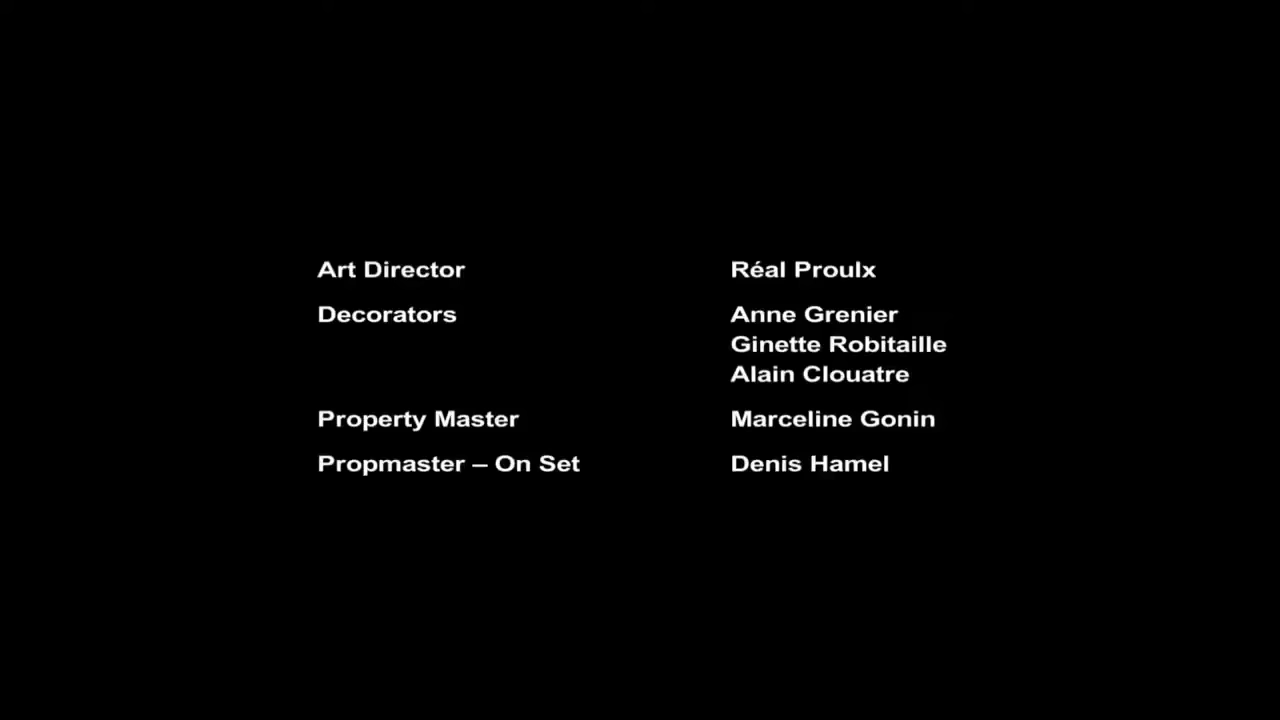 Art Director Réal Proulx
Decorators Anne Grenier
Ginette Robitaille
Alain Clouatre
Property Master Marceline Gonin
Propmaster – On Set Denis Hamel